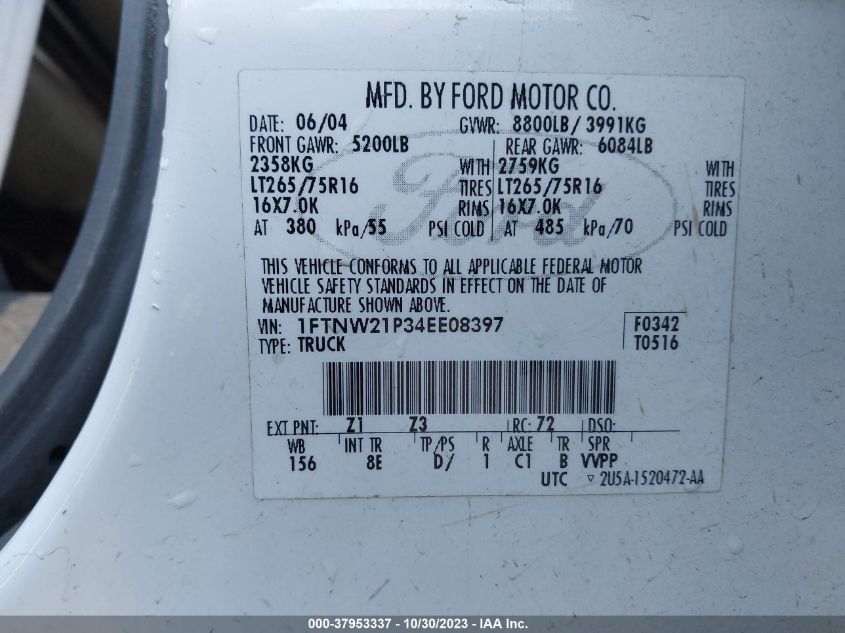 MFD. BY FORD MOTOR CO.
DATE: 06/04 GVWR: 8800LB/ 3991KG
FRONT GAWR: 5200LB REAR GAWR: 6084LB
2358KG WITH 2759KG WITH
LT265/75R16 TIRES LT265/75R16 TIRES
16X7.0K RIMS 16X7.0K RIMS
AT 380 kPa/55 PSI COLD AT 485 kPa/70 PSI COLD
Ford
THIS VEHICLE CONFORMS TO ALL APPLICABLE FEDERAL MOTOR
VEHICLE SAFETY STANDARDS IN EFFECT ON THE DATE OF
MANUFACTURE SHOWN ABOVE.
VIN: 1FTNW21P34EE08397 F0342
TYPE: TRUCK T0516
EXT PNT: Z1 Z3 RC: 72 DSO:
WB INT TR TP/PS R AXLE TR SPR
156 8E D/ 1 C1 B VVPP
UTC ▿ 2U5A-1520472-AA
000-37953337 - 10/30/2023 - IAA Inc.